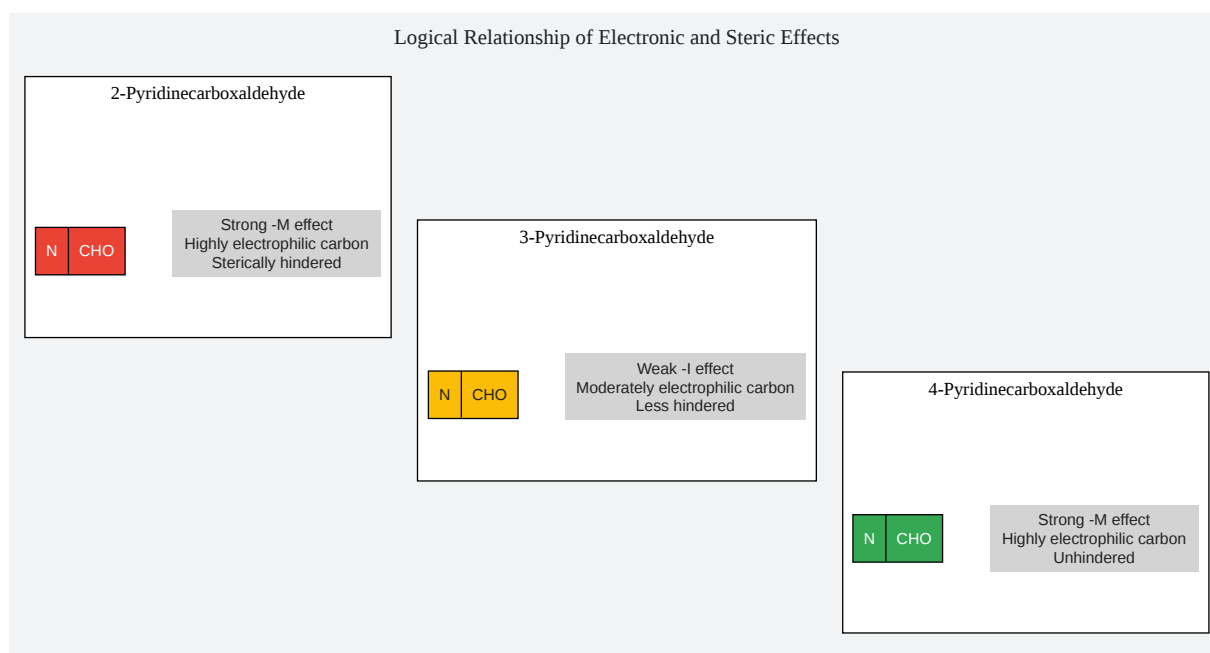 Logical Relationship of Electronic and Steric Effects
2-Pyridinecarboxaldehyde
N
CHO
Strong -M effect
Highly electrophilic carbon
Sterically hindered
3-Pyridinecarboxaldehyde
N
CHO
Weak -I effect
Moderately electrophilic carbon
Less hindered
4-Pyridinecarboxaldehyde
N
CHO
Strong -M effect
Highly electrophilic carbon
Unhindered